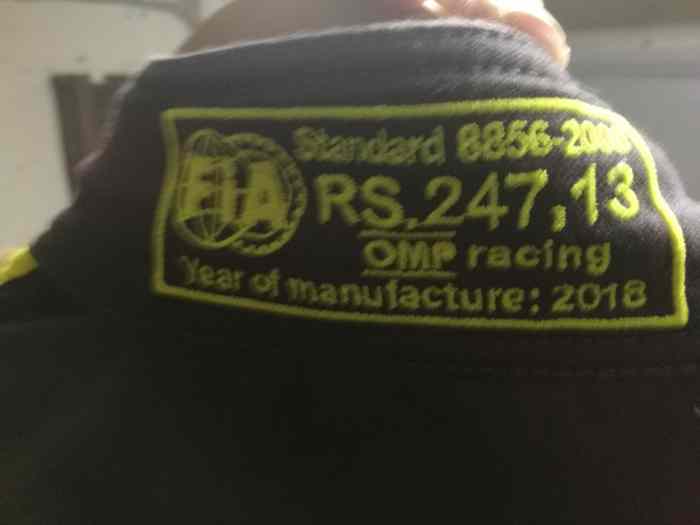 FIA
Standard 8856-2000
RS.247,13
OMP racing
Year of manufacture: 2018